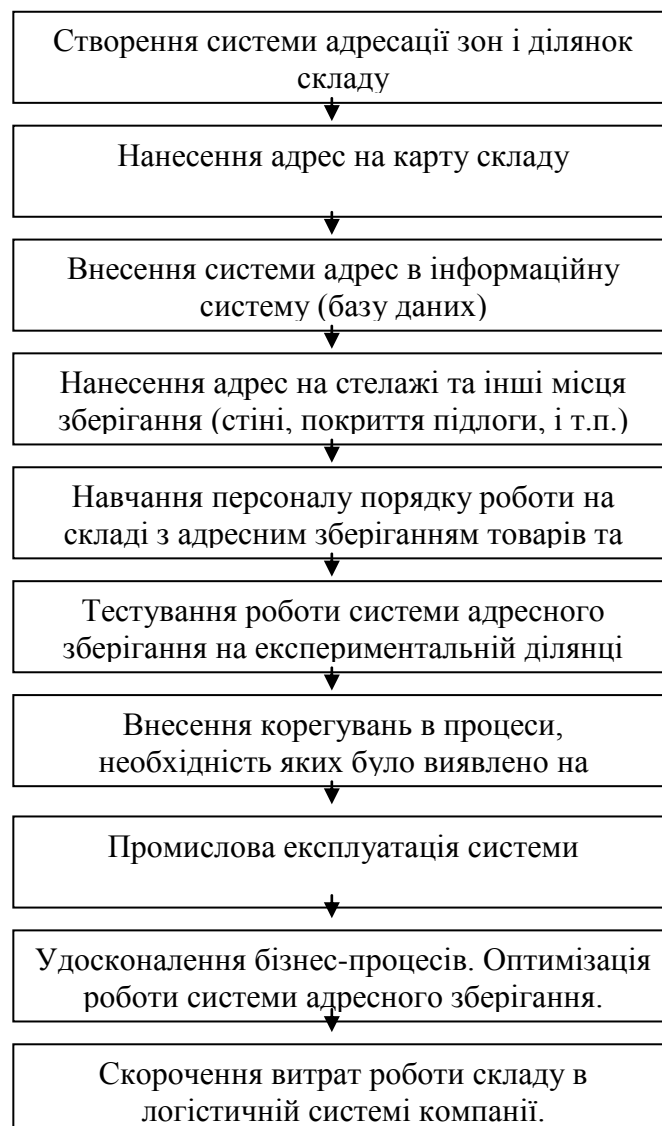 Створення системи адресації зон і ділянок
складу
Нанесення адрес на карту складу
Внесення системи адрес в інформаційну
систему (базу даних)
Нанесення адрес на стелажі та інші місця
зберігання (стіні, покриття підлоги, і т.п.)
Навчання персоналу порядку роботи на
складі з адресним зберіганням товарів та
Тестування роботи системи адресного
зберігання на експериментальній ділянці
Внесення корегувань в процеси,
необхідність яких було виявлено на
Промислова експлуатація системи
Удосконалення бізнес-процесів. Оптимізація
роботи системи адресного зберігання.
Скорочення витрат роботи складу в
логістичній системі компанії.